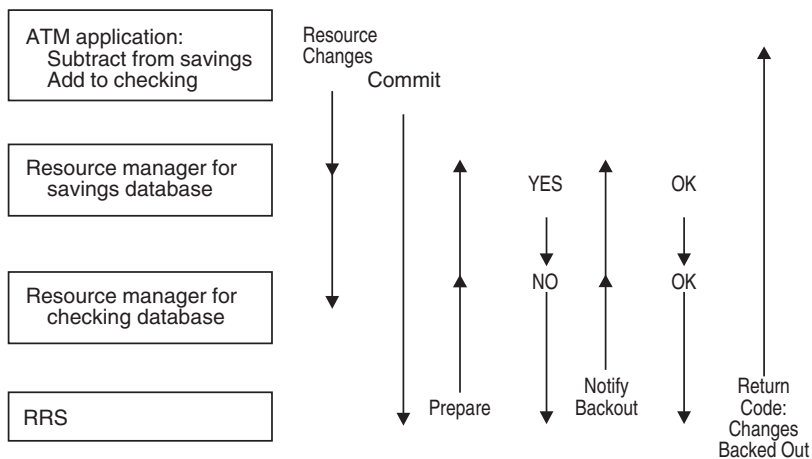 ATM application:
Subtract from savings
Add to checking
Resource
Changes
Commit
Resource manager for
savings database
YES
OK
Resource manager for
checking database
NO
OK
RRS
Prepare
Notify
Backout
Return
Code:
Changes
Backed Out